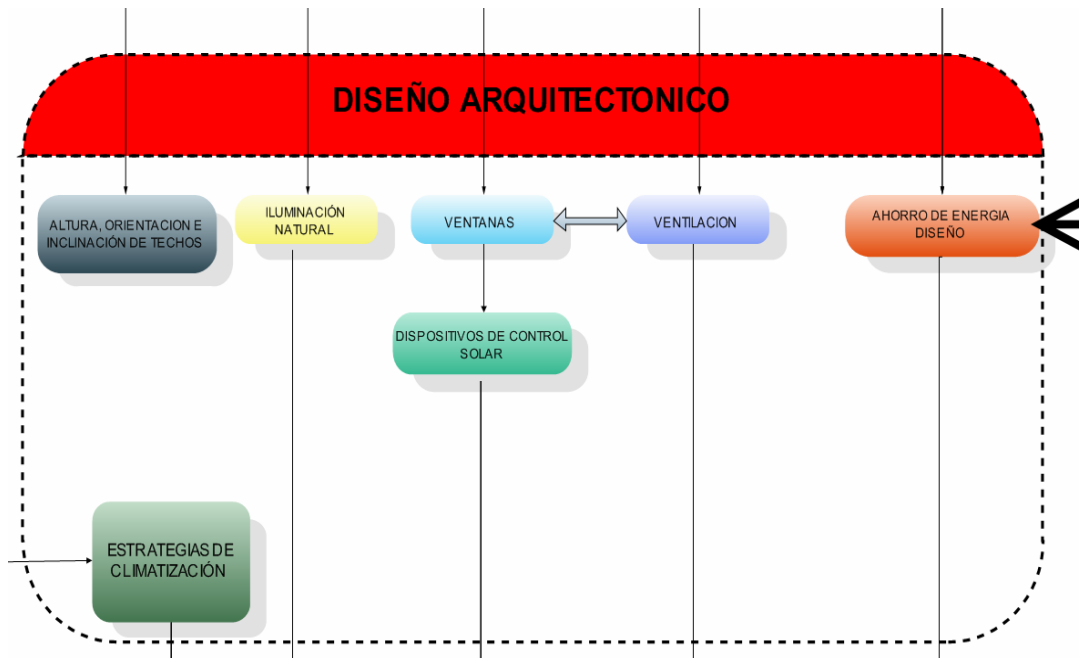 DISEÑO ARQUITECTONICO
ALTURA, ORIENTACION E
INCLINACIÓN DE TECHOS
ILUMINACIÓN
NATURAL
VENTANAS
VENTILACION
AHORRO DE ENERGIA
DISEÑO
DISPOSITIVOS DE CONTROL
SOLAR
ESTRATEGIAS DE
CLIMATIZACIÓN